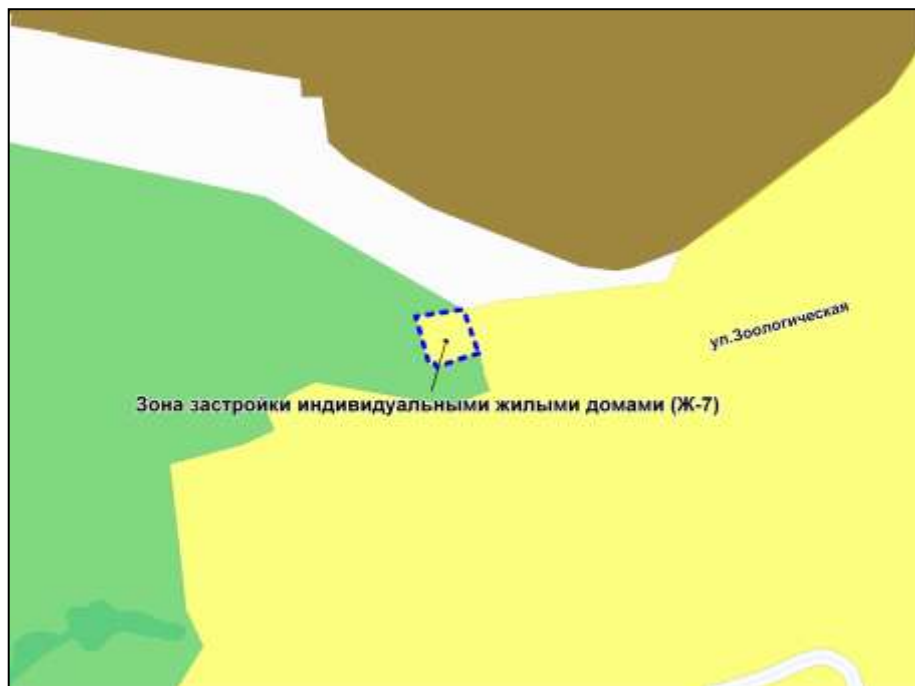 ул.Зоологическая
Зона застройки индивидуальными жилыми домами (Ж-7)